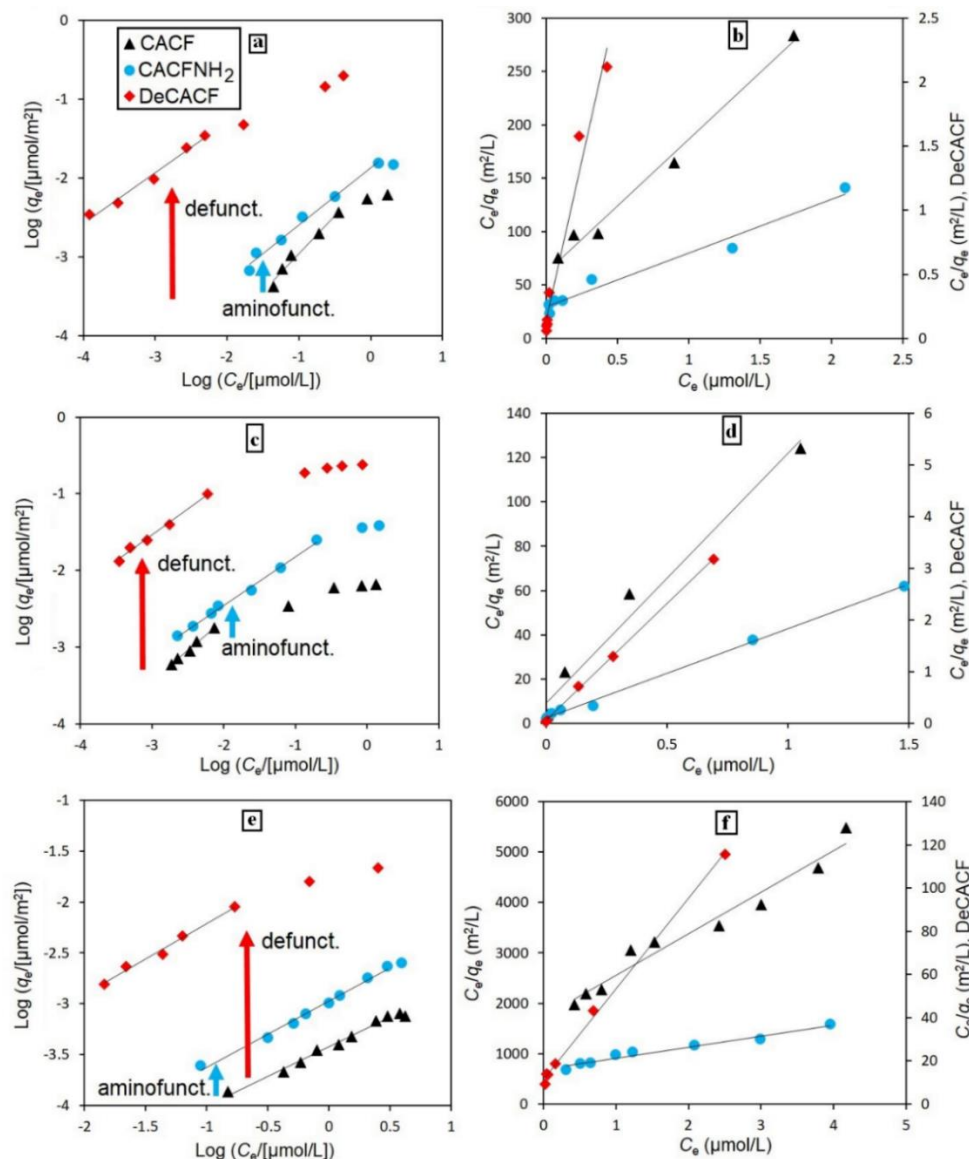 a
CACF
CACFNH₂
DeCACF
0
-1
-2
-3
-4
Log (qₑ/[µmol/m²]
defunct.
aminofunct.
-4 -3 -2 -1 0 1
Log (Cₑ/[µmol/L])
b
300
250
200
150
100
50
0
Cₑ/qₑ (m²/L)
2.5
2
1.5
1
0.5
0
Cₑ/qₑ (m²/L), DeCACF
0 0.5 1 1.5 2 2.5
Cₑ (µmol/L)
c
0
-1
-2
-3
-4
Log (qₑ/[µmol/m²]
defunct.
aminofunct.
-4 -3 -2 -1 0 1
Log (Cₑ/[µmol/L])
d
140
120
100
80
60
40
20
0
Cₑ/qₑ (m²/L)
6
5
4
3
2
1
0
Cₑ/qₑ (m²/L), DeCACF
0 0.5 1 1.5
Cₑ (µmol/L)
e
-1
-1.5
-2
-2.5
-3
-3.5
-4
Log (qₑ/[µmol/m²]
defunct.
aminofunct.
-2 -1.5 -1 -0.5 0 0.5 1
Log (Cₑ/[µmol/L])
f
6000
5000
4000
3000
2000
1000
0
Cₑ/qₑ (m²/L)
140
120
100
80
60
40
20
0
Cₑ/qₑ (m²/L), DeCACF
0 1 2 3 4 5
Cₑ (µmol/L)